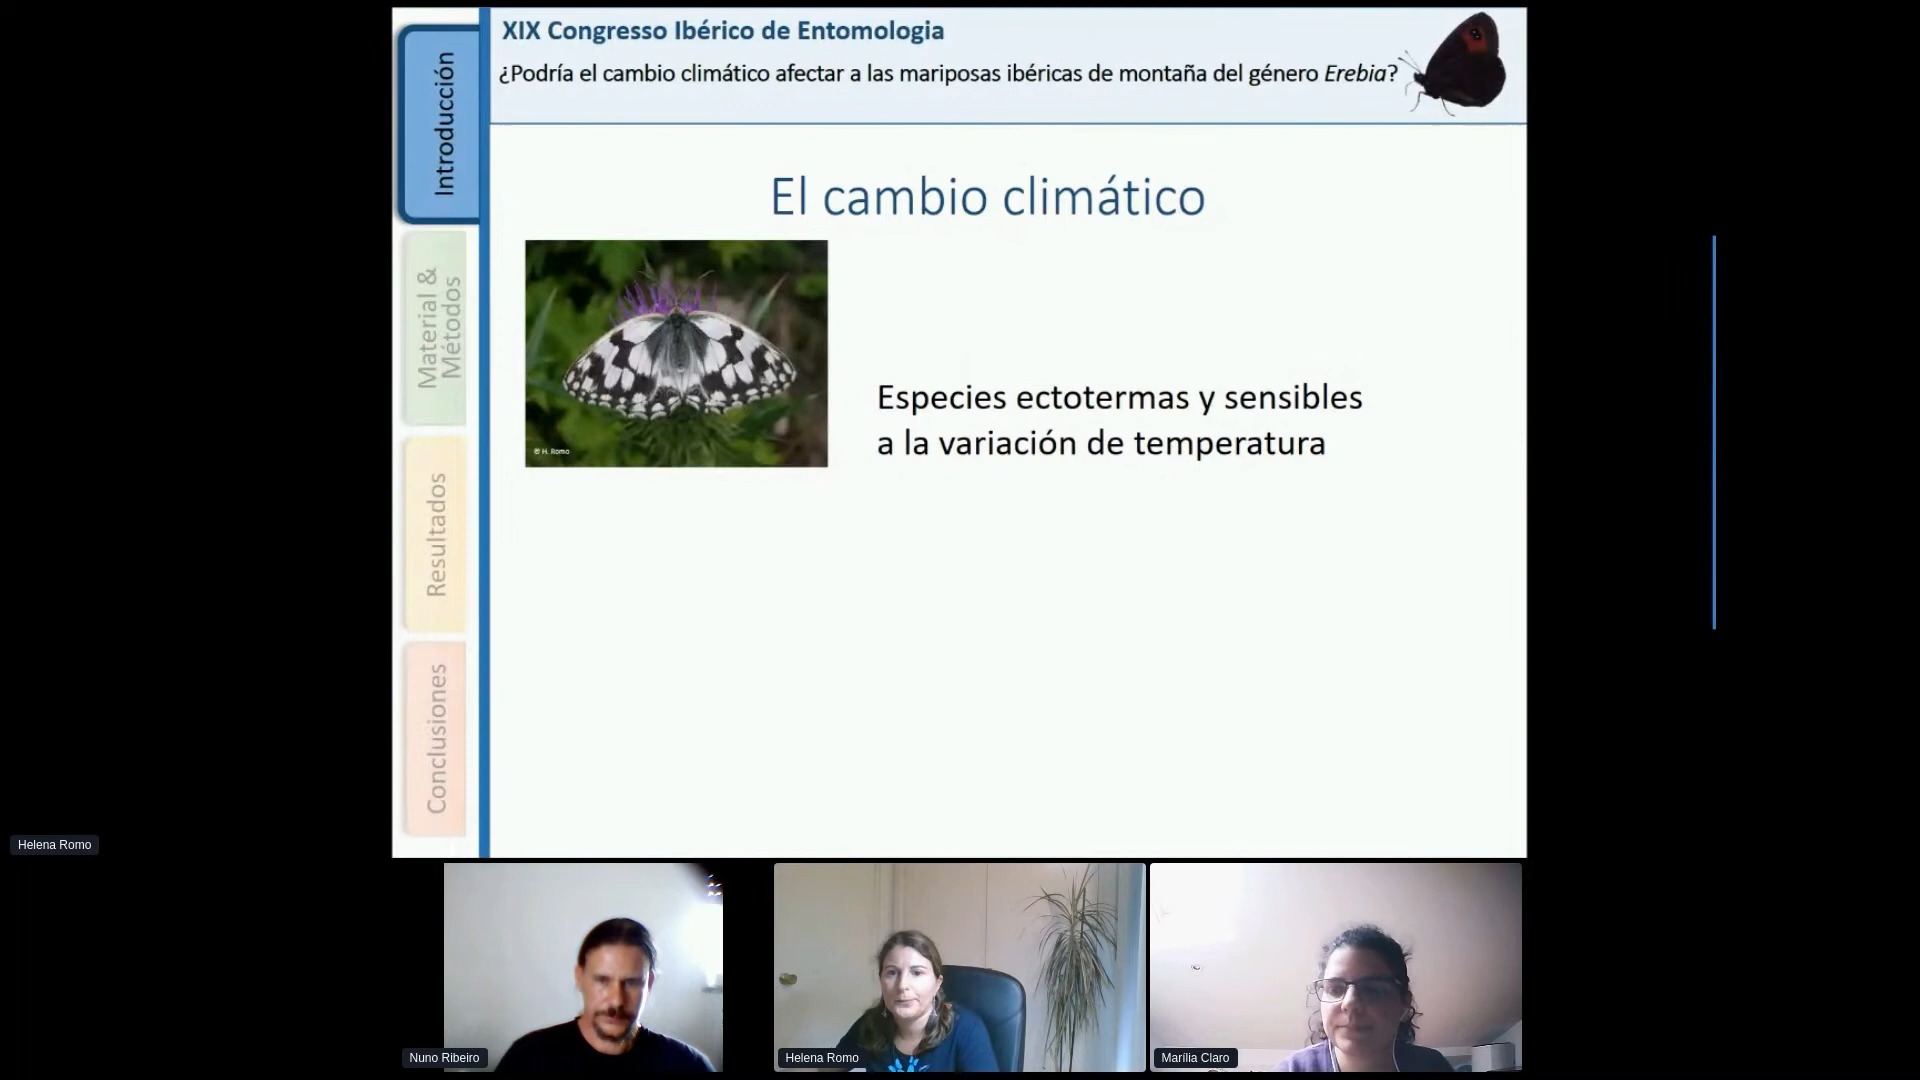 XIX Congresso Ibérico de Entomologia
¿Podría el cambio climático afectar a las mariposas ibéricas de montaña del género Erebia?
Introducción
Material &
Métodos
Resultados
Conclusiones
El cambio climático
Especies ectotermas y sensibles
a la variación de temperatura
© H. Romo
Helena Romo
Nuno Ribeiro
Helena Romo
Marília Claro